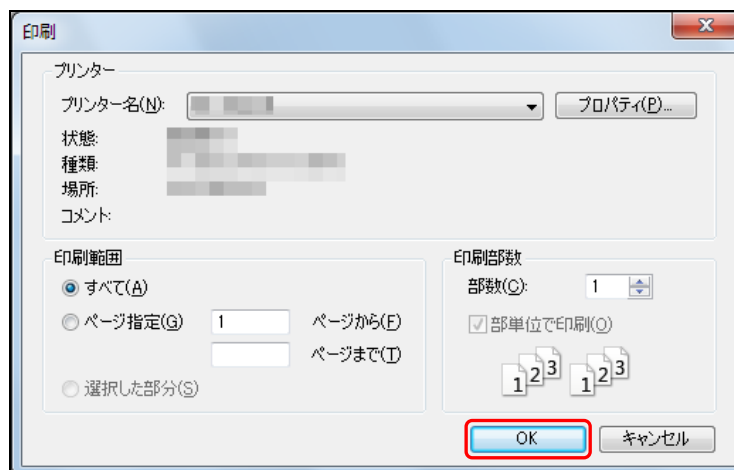 印刷
プリンター
プリンター名(N):
プロパティ(P)...
状態:
種類:
場所:
コメント:
印刷範囲
すべて(A)
ページ指定(G) 1 ページから(F)
ページまで(T)
選択した部分(S)
印刷部数
部数(C): 1
部単位で印刷(O)
1 2 3 1 2 3
OK キャンセル